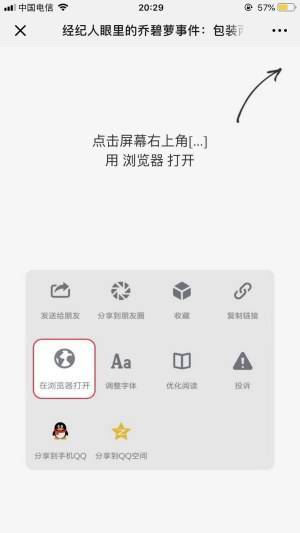 中国电信
20:29
57%
经纪人眼里的乔碧萝事件：包装
点击屏幕右上角[...]
用 浏览器 打开
发送给朋友
分享到朋友圈
收藏
复制链接
在浏览器打开
Aa
调整字体
优化阅读
投诉
分享到手机QQ
分享到QQ空间